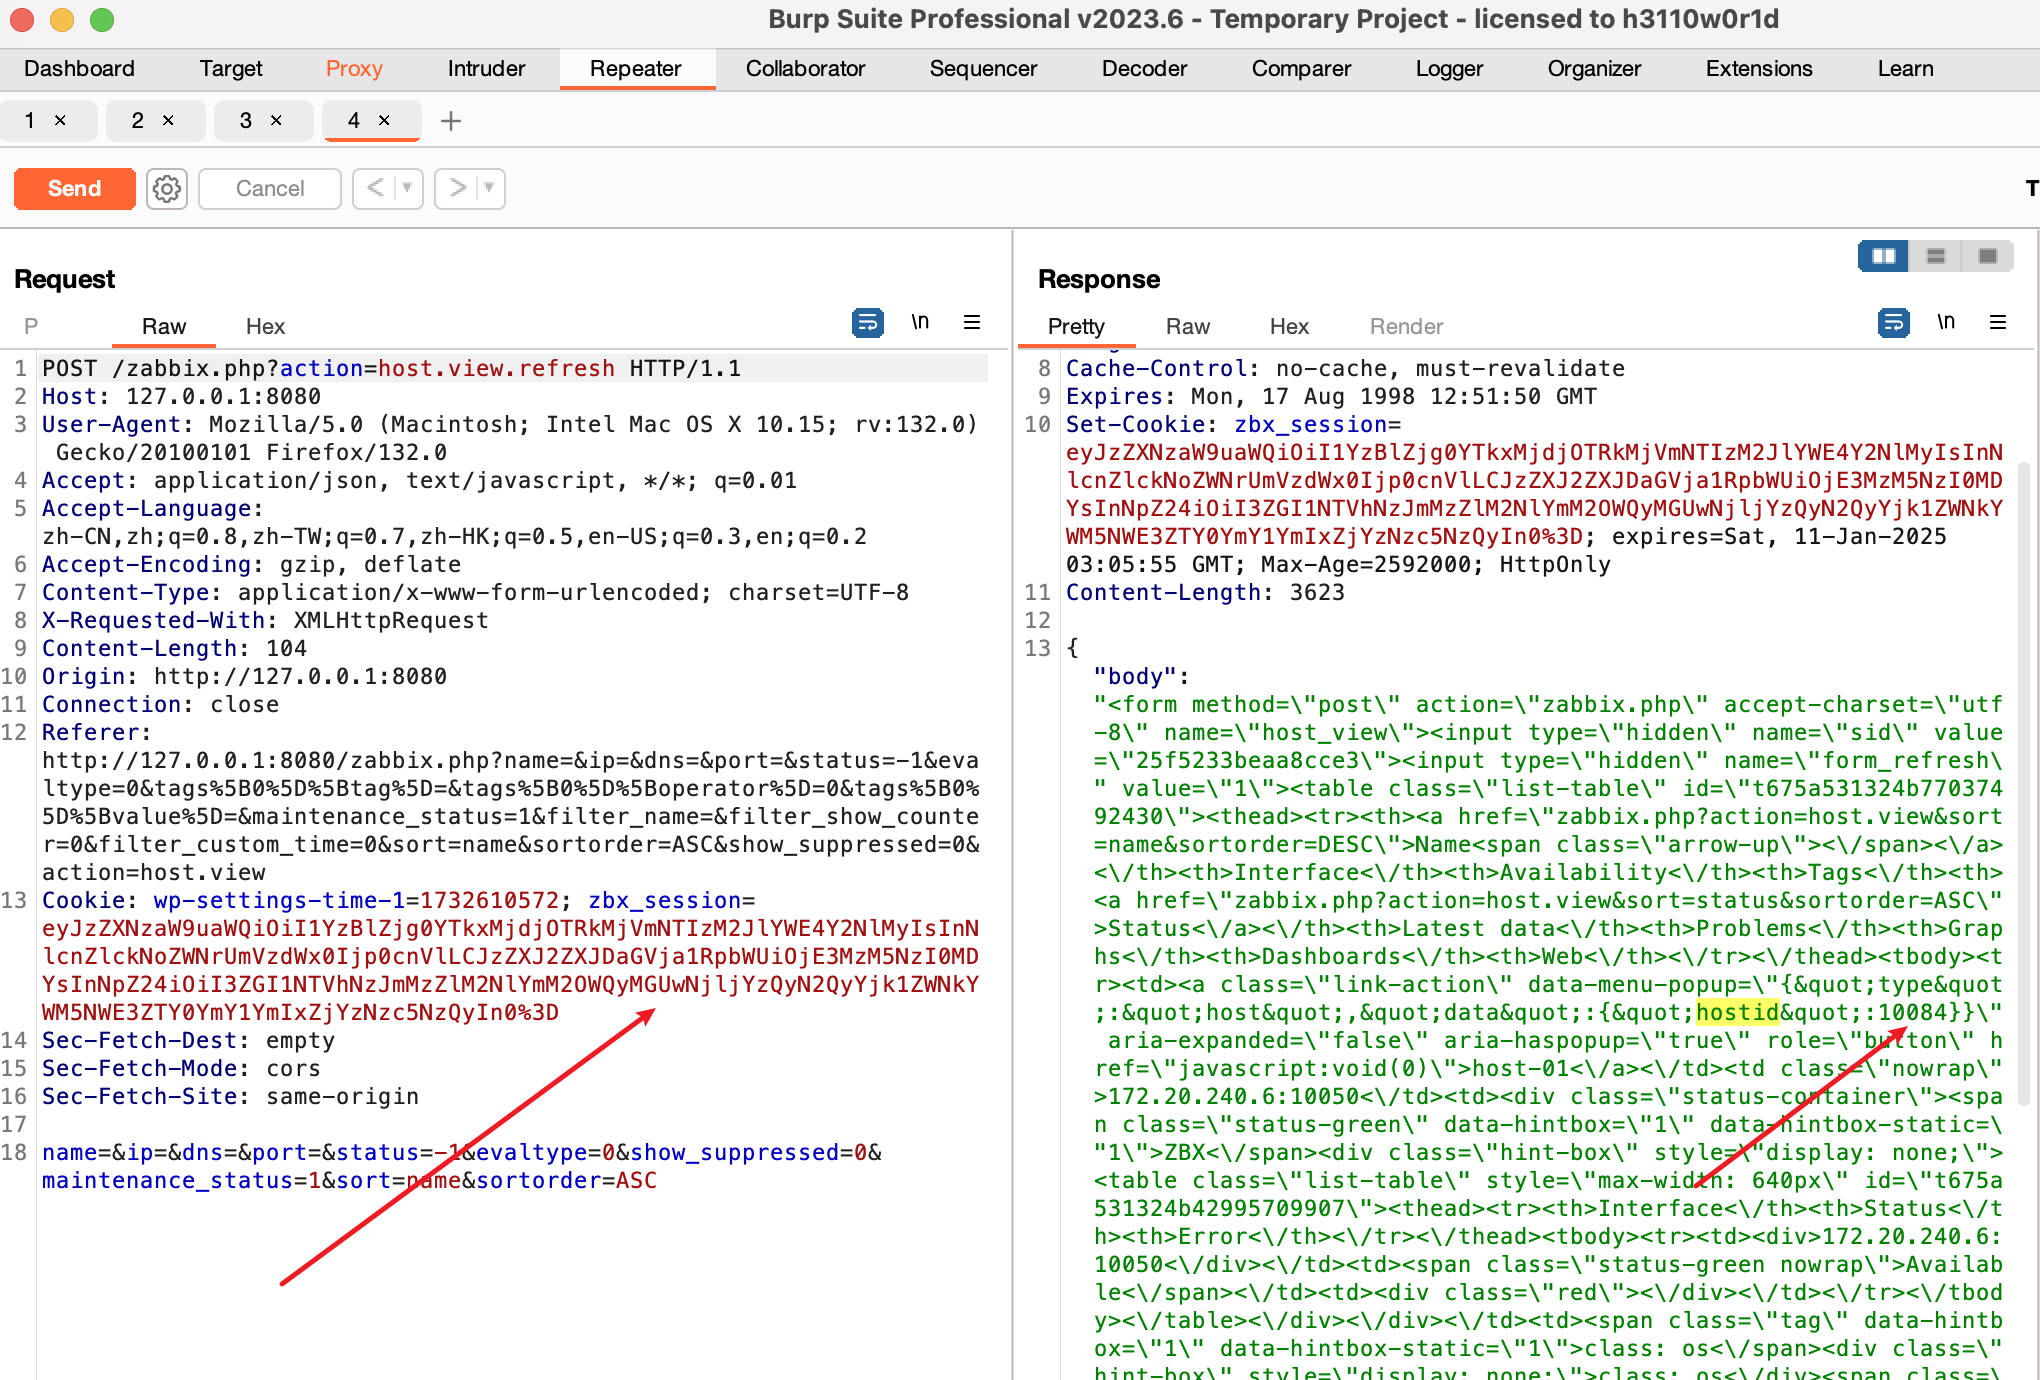 Burp Suite Professional v2023.6 - Temporary Project - licensed to h3110w0r1d
Dashboard Target Proxy Intruder Repeater Collaborator Sequencer Decoder Comparer Logger Organizer Extensions Learn
1 × 2 × 3 × 4 × +
Send Cancel < > T
Request
P Raw Hex \n
1 POST /zabbix.php?action=host.view.refresh HTTP/1.1
2 Host: 127.0.0.1:8080
3 User-Agent: Mozilla/5.0 (Macintosh; Intel Mac OS X 10.15; rv:132.0)
Gecko/20100101 Firefox/132.0
4 Accept: application/json, text/javascript, */*; q=0.01
5 Accept-Language:
zh-CN,zh;q=0.8,zh-TW;q=0.7,zh-HK;q=0.5,en-US;q=0.3,en;q=0.2
6 Accept-Encoding: gzip, deflate
7 Content-Type: application/x-www-form-urlencoded; charset=UTF-8
8 X-Requested-With: XMLHttpRequest
9 Content-Length: 104
10 Origin: http://127.0.0.1:8080
11 Connection: close
12 Referer:
http://127.0.0.1:8080/zabbix.php?name=&ip=&dns=&port=&status=-1&eva
ltype=0&tags%5B0%5D%5Btag%5D=&tags%5B0%5D%5Boperator%5D=0&tags%5B0%
5D%5Bvalue%5D=&maintenance_status=1&filter_name=&filter_show_counte
r=0&filter_custom_time=0&sort=name&sortorder=ASC&show_suppressed=0&
action=host.view
13 Cookie: wp-settings-time-1=1732610572; zbx_session=
eyJzZXNzaW9uaWQiOiI1YzBlZjg0YTkxMjdjOTRkMjVmNTIzM2JlYWE4Y2NlMyIsInN
lcnZlckNoZWNrUmVzdWx0Ijp0cnVlLCJzZXJ2ZXJDaGVja1RpbWUiOjE3MzM5NzI0MD
YsInNpZ24iOiI3ZGI1NTVhNzJmMzZlM2NlYmM2OWQyMGUwNjljYzQyN2QyYjk1ZWNkY
WM5NWE3ZTY0YmY1YmIxZjYzNzc5NzQyIn0%3D
14 Sec-Fetch-Dest: empty
15 Sec-Fetch-Mode: cors
16 Sec-Fetch-Site: same-origin
17
18 name=&ip=&dns=&port=&status=-1&evaltype=0&show_suppressed=0&
maintenance_status=1&sort=name&sortorder=ASC
Response
Pretty Raw Hex Render \n
8 Cache-Control: no-cache, must-revalidate
9 Expires: Mon, 17 Aug 1998 12:51:50 GMT
10 Set-Cookie: zbx_session=
eyJzZXNzaW9uaWQiOiI1YzBlZjg0YTkxMjdjOTRkMjVmNTIzM2JlYWE4Y2NlMyIsInN
lcnZlckNoZWNrUmVzdWx0Ijp0cnVlLCJzZXJ2ZXJDaGVja1RpbWUiOjE3MzM5NzI0MD
YsInNpZ24iOiI3ZGI1NTVhNzJmMzZlM2NlYmM2OWQyMGUwNjljYzQyN2QyYjk1ZWNkY
WM5NWE3ZTY0YmY1YmIxZjYzNzc5NzQyIn0%3D; expires=Sat, 11-Jan-2025
03:05:55 GMT; Max-Age=2592000; HttpOnly
11 Content-Length: 3623
12
13 {
"body":
"<form method=\"post\" action=\"zabbix.php\" accept-charset=\"utf
-8\" name=\"host_view\"><input type=\"hidden\" name=\"sid\" value
=\"25f5233beaa8cce3\"><input type=\"hidden\" name=\"form_refresh\
" value=\"1\"><table class=\"list-table\" id=\"t675a531324b770374
92430\"><thead><tr><th><a href=\"zabbix.php?action=host.view&sort
=name&sortorder=DESC\">Name<span class=\"arrow-up\"><\/span><\/a>
<\/th><th>Interface<\/th><th>Availability<\/th><th>Tags<\/th><th>
<a href=\"zabbix.php?action=host.view&sort=status&sortorder=ASC\"
>Status<\/a><\/th><th>Latest data<\/th><th>Problems<\/th><th>Grap
hs<\/th><th>Dashboards<\/th><th>Web<\/th><\/tr><\/thead><tbody><t
r><td><a class=\"link-action\" data-menu-popup=\"{&quot;type&quot
;:&quot;host&quot;,&quot;data&quot;:{&quot;hostid&quot;:10084}}\"
aria-expanded=\"false\" aria-haspopup=\"true\" role=\"button\" h
ref=\"javascript:void(0)\">host-01<\/a><\/td><td class=\"nowrap\"
>172.20.240.6:10050<\/td><td><div class=\"status-container\"><spa
n class=\"status-green\" data-hintbox=\"1\" data-hintbox-static=\
"1\">ZBX<\/span><div class=\"hint-box\" style=\"display: none;\">
<table class=\"list-table\" style=\"max-width: 640px\" id=\"t675a
531324b42995709907\"><thead><tr><th>Interface<\/th><th>Status<\/t
h><th>Error<\/th><\/tr><\/thead><tbody><tr><td><div>172.20.240.6:
10050<\/div><\/td><td><span class=\"status-green nowrap\">Availab
le<\/span><\/td><td><div class=\"red\"><\/div><\/td><\/tr><\/tbod
y><\/table><\/div><\/div><\/td><td><span class=\"tag\" data-hintb
ox=\"1\" data-hintbox-static=\"1\">class: os<\/span><div class=\"
hint-box\" style=\"display: none;\">class: os<\/div><span class=\